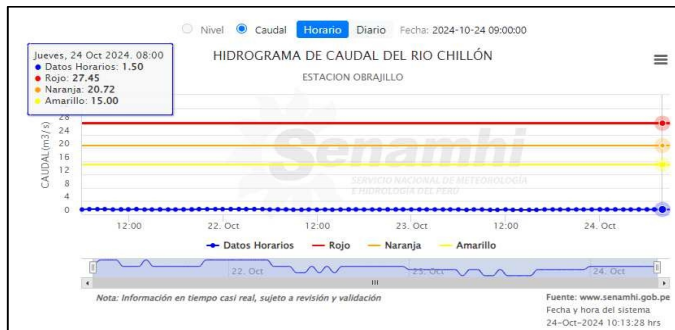 Nivel Caudal Horario Diario Fecha: 2024-10-24 09:00:00
Jueves, 24 Oct 2024. 08:00
Datos Horarios: 1.50
Rojo: 27.45
Naranja: 20.72
Amarillo: 15.00
HIDROGRAMA DE CAUDAL DEL RIO CHILLÓN
ESTACION OBRAJILLO
CAUDAL(m3/s)
28
24
20
16
12
8
4
0
Senamhi
SERVICIO NACIONAL DE METEOROLOGÍA
E HIDROLOGÍA DEL PERÚ
12:00 22. Oct 12:00 23. Oct 12:00 24. Oct
Datos Horarios Rojo Naranja Amarillo
22. Oct 23. Oct 24. Oct
Nota: Información en tiempo casi real, sujeto a revisión y validación
Fuente: www.senamhi.gob.pe
Fecha y hora del sistema
24-Oct-2024 10:13:28 hrs